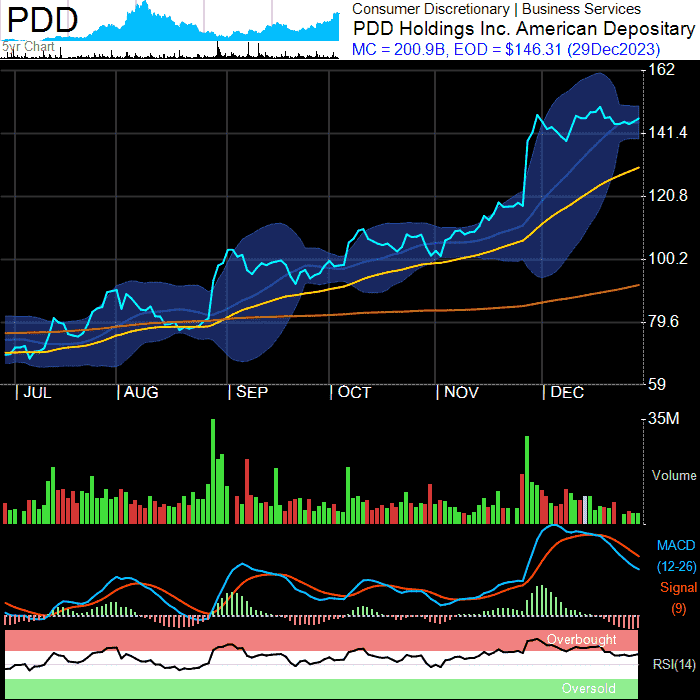 PDD
5yr Chart
Consumer Discretionary | Business Services
PDD Holdings Inc. American Depositary
MC = 200.9B, EOD = $146.31 (29Dec2023)
162
141.4
120.8
100.2
79.6
59
|JUL |AUG |SEP |OCT |NOV |DEC
35M
Volume
MACD
(12-26)
Signal
(9)
Overbought
RSI(14)
Oversold